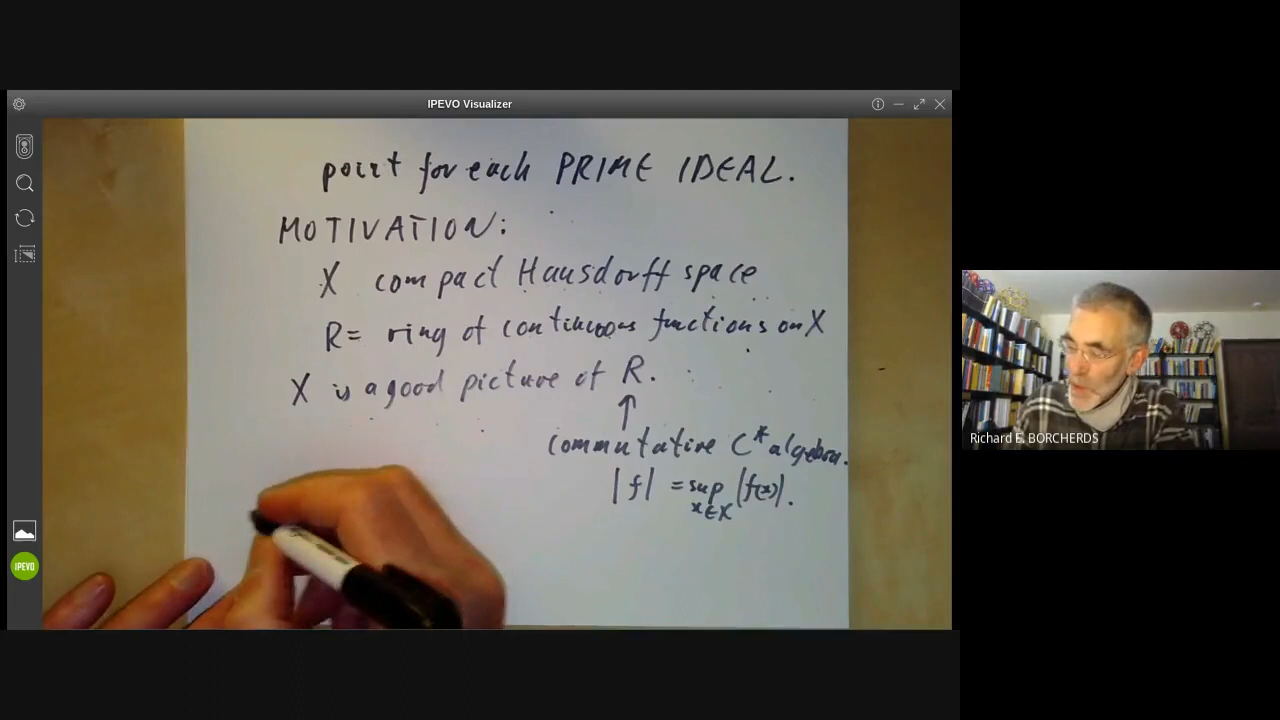 IPEVO Visualizer
point for each PRIME IDEAL.
MOTIVATION:
X compact Hausdorff space
R = ring of continuous functions on X
X is a good picture of R.
↑
commutative C* algebra.
|f| = sup |f(x)|.
x∈X
Richard E. BORCHERDS
IPEVO